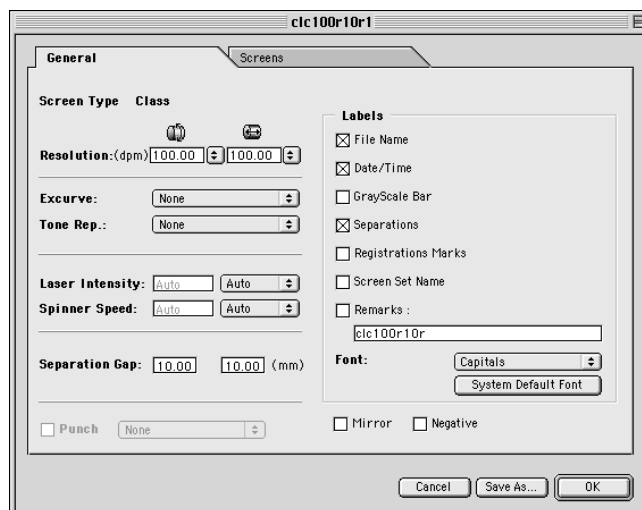 clc100r10r1
General
Screens
Screen Type Class
Resolution:(dpm) 100.00 100.00
Excurve: None
Tone Rep.: None
Laser Intensity: Auto Auto
Spinner Speed: Auto Auto
Separation Gap: 10.00 10.00 (mm)
Punch None
Labels
File Name
Date/Time
GrayScale Bar
Separations
Registrations Marks
Screen Set Name
Remarks :
clc100r10r
Font: Capitals
System Default Font
Mirror Negative
Cancel Save As... OK